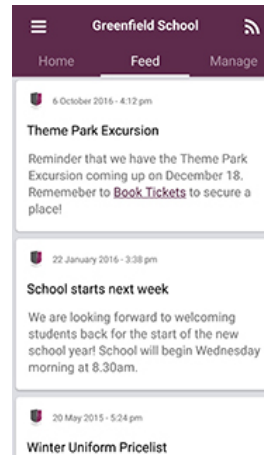 Greenfield School
Home Feed Manage
6 October 2016 - 4:12 pm
Theme Park Excursion
Reminder that we have the Theme Park
Excursion coming up on December 18.
Rememeber to Book Tickets to secure a
place!
22 January 2016 - 3:38 pm
School starts next week
We are looking forward to welcoming
students back for the start of the new
school year! School will begin Wednesday
morning at 8.30am.
20 May 2015 - 5:24 pm
Winter Uniform Pricelist